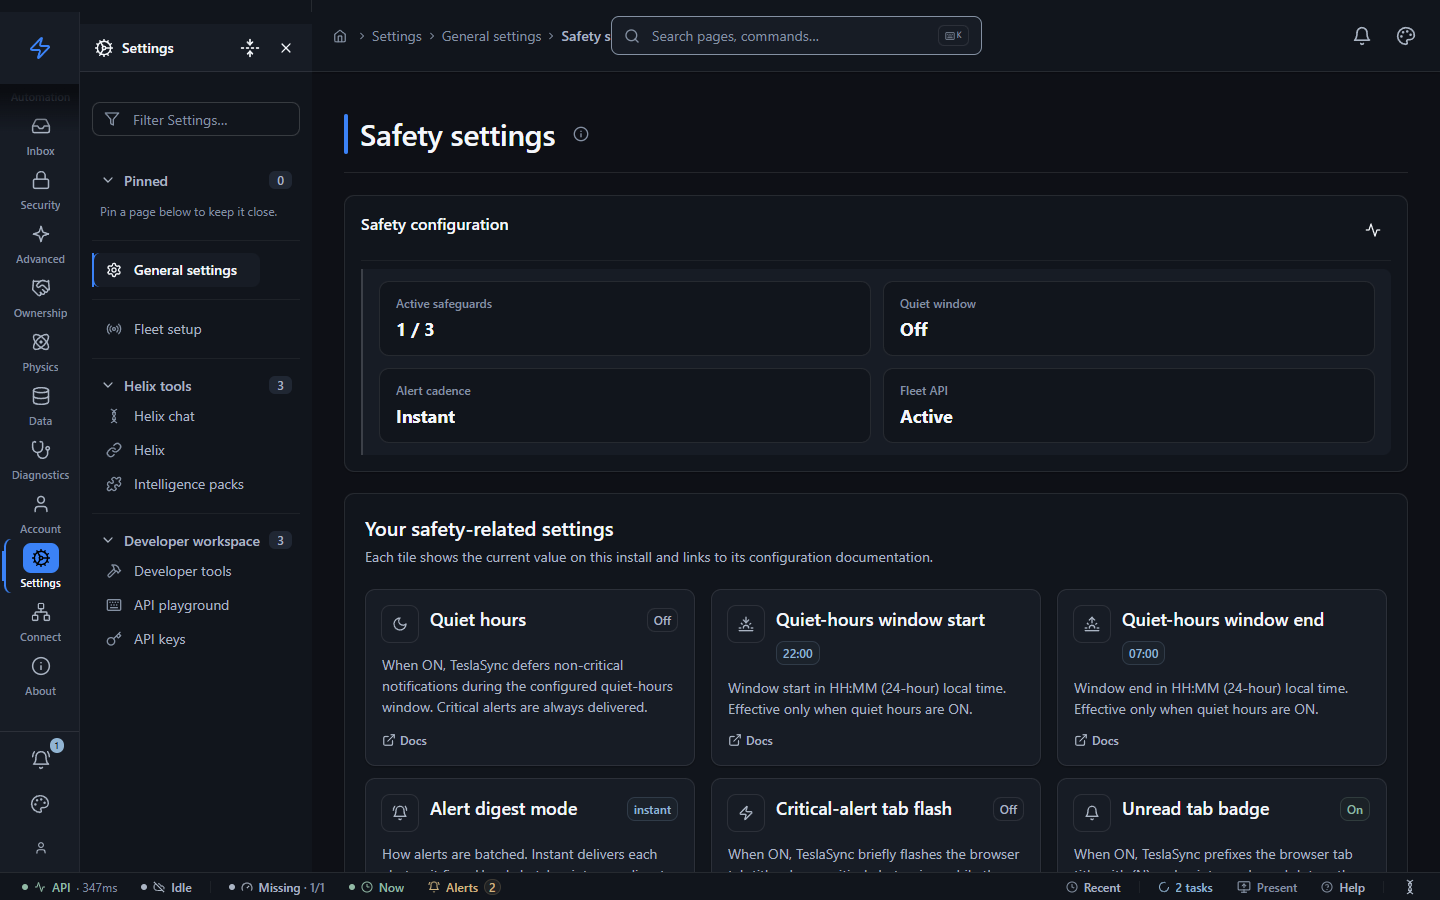 Automation
Inbox
Security
Advanced
Ownership
Physics
Data
Diagnostics
Account
Settings
Connect
About
1
Settings
Filter Settings...
Pinned 0
Pin a page below to keep it close.
General settings
Fleet setup
Helix tools 3
Helix chat
Helix
Intelligence packs
Developer workspace 3
Developer tools
API playground
API keys
Settings General settings Safety s
Search pages, commands... K
Safety settings
Safety configuration
Active safeguards
1 / 3
Quiet window
Off
Alert cadence
Instant
Fleet API
Active
Your safety-related settings
Each tile shows the current value on this install and links to its configuration documentation.
Quiet hours Off
When ON, TeslaSync defers non-critical
notifications during the configured quiet-hours
window. Critical alerts are always delivered.
Docs
Quiet-hours window start
22:00
Window start in HH:MM (24-hour) local time.
Effective only when quiet hours are ON.
Docs
Quiet-hours window end
07:00
Window end in HH:MM (24-hour) local time.
Effective only when quiet hours are ON.
Docs
Alert digest mode instant
How alerts are batched. Instant delivers each
Critical-alert tab flash Off
When ON, TeslaSync briefly flashes the browser
Unread tab badge On
When ON, TeslaSync prefixes the browser tab
API · 347ms Idle Missing · 1/1 Now Alerts 2 Recent 2 tasks Present Help